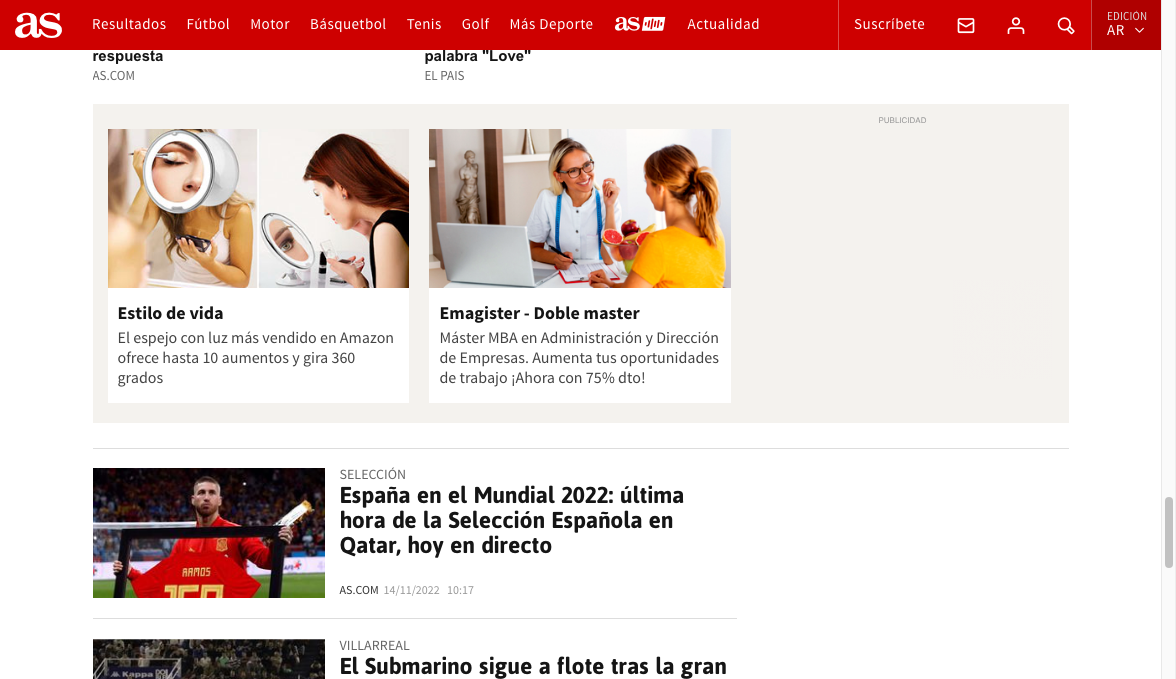 as Resultados Fútbol Motor Básquetbol Tenis Golf Más Deporte as Actualidad Suscríbete EDICIÓN
AR
respuesta
AS.COM
palabra "Love"
EL PAIS
PUBLICIDAD
Estilo de vida
El espejo con luz más vendido en Amazon
ofrece hasta 10 aumentos y gira 360
grados
Emagister - Doble master
Máster MBA en Administración y Dirección
de Empresas. Aumenta tus oportunidades
de trabajo ¡Ahora con 75% dto!
RAMOS
SELECCIÓN
España en el Mundial 2022: última
hora de la Selección Española en
Qatar, hoy en directo
AS.COM 14/11/2022 10:17
Kappa
VILLARREAL
El Submarino sigue a flote tras la gran